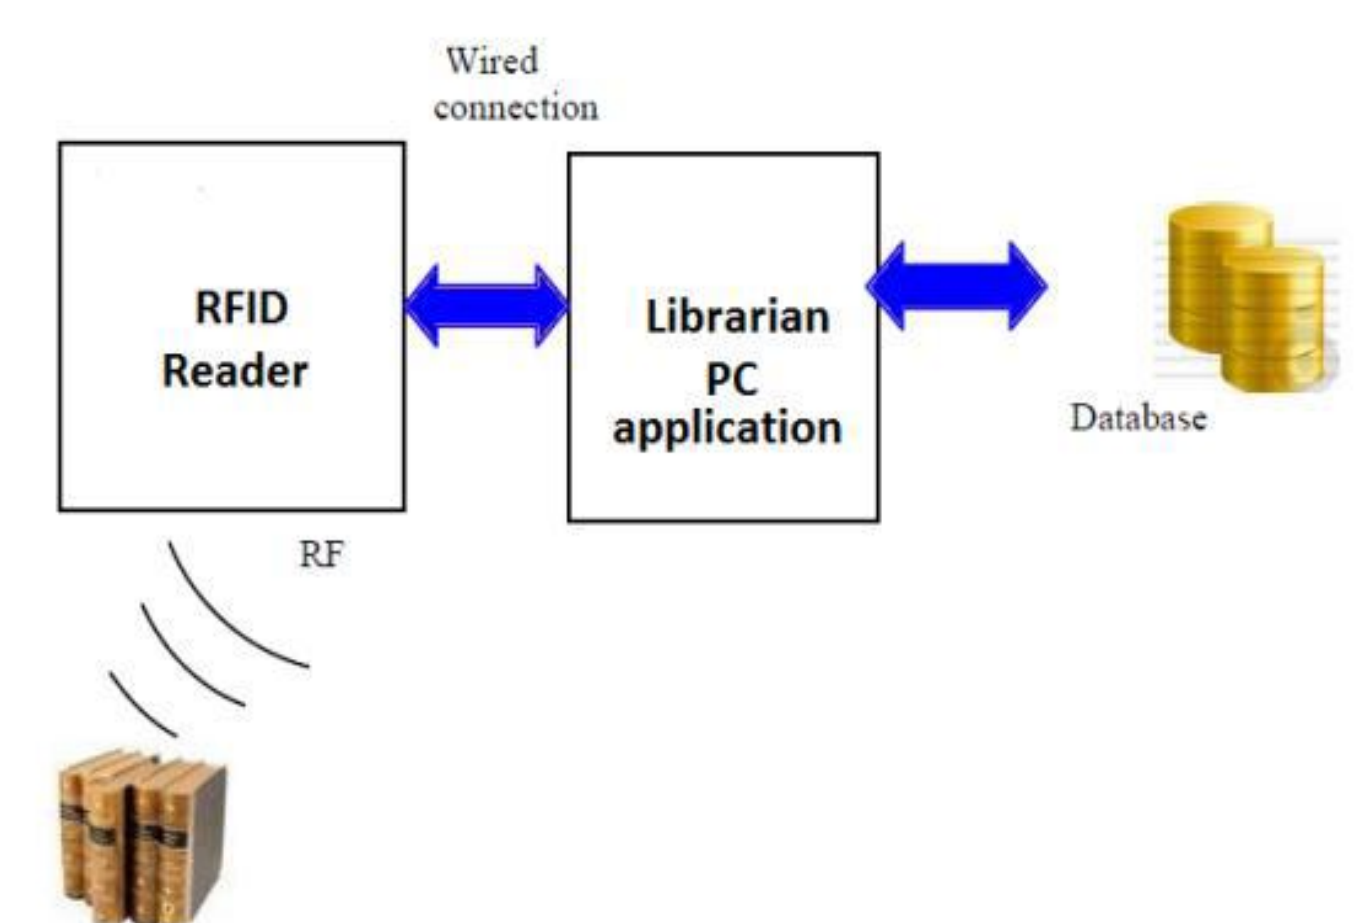 Wired
connection
RFID
Reader
Librarian
PC
application
Database
RF